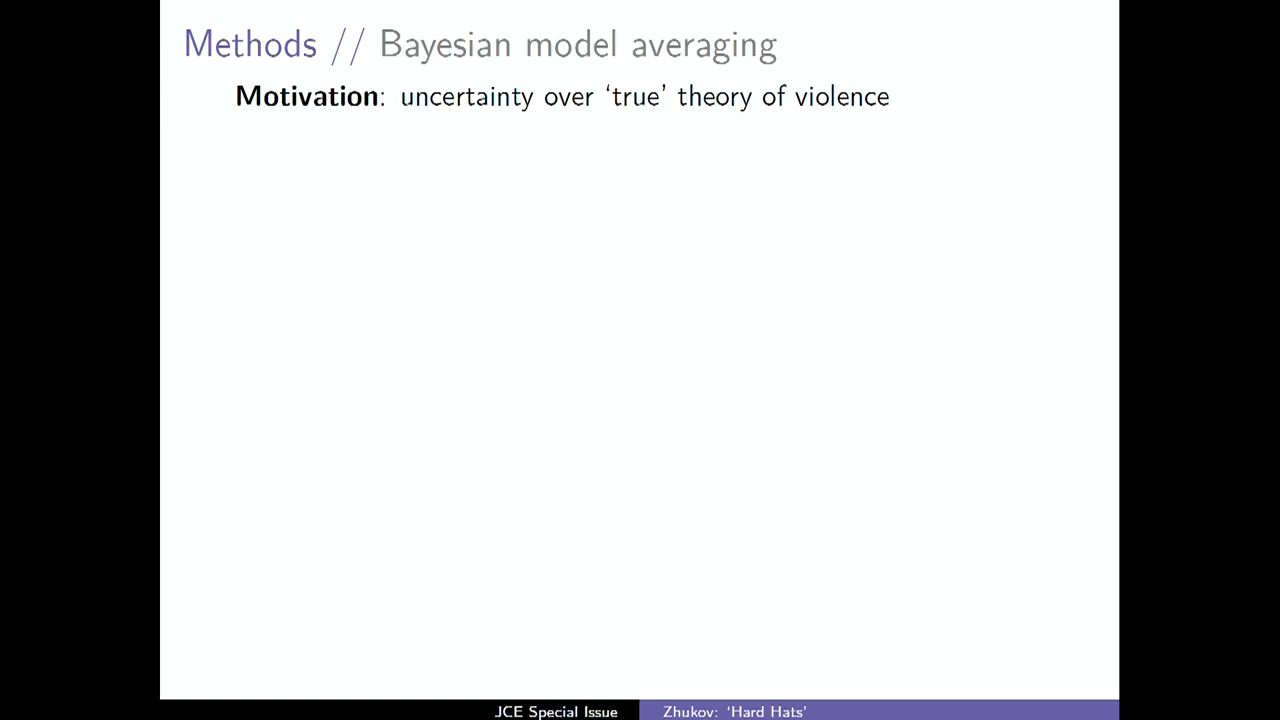 Methods // Bayesian model averaging
Motivation: uncertainty over ‘true’ theory of violence
JCE Special Issue
Zhukov: ‘Hard Hats’